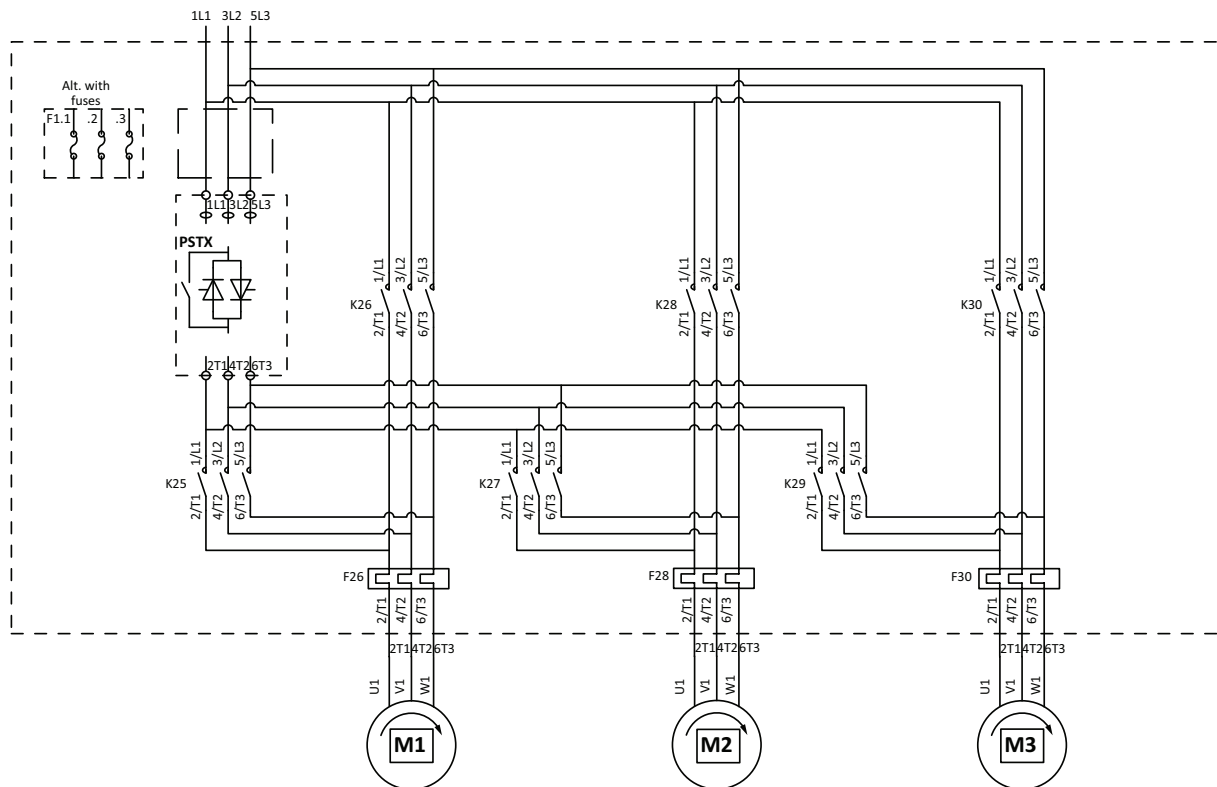 1L1 3L2 5L3
Alt. with
fuses
F1.1 .2 .3
1L1 3L2 5L3
PSTX
2T1 4T2 6T3
K26 1/L1 3/L2 5/L3
2/T1 4/T2 6/T3
K28 1/L1 3/L2 5/L3
2/T1 4/T2 6/T3
K30 1/L1 3/L2 5/L3
2/T1 4/T2 6/T3
K25 1/L1 3/L2 5/L3
2/T1 4/T2 6/T3
K27 1/L1 3/L2 5/L3
2/T1 4/T2 6/T3
K29 1/L1 3/L2 5/L3
2/T1 4/T2 6/T3
F26
2/T1 4/T2 6/T3
F28
2/T1 4/T2 6/T3
F30
2/T1 4/T2 6/T3
2T1 4T2 6T3
2T1 4T2 6T3
2T1 4T2 6T3
U1 V1 W1
U1 V1 W1
U1 V1 W1
M1
M2
M3